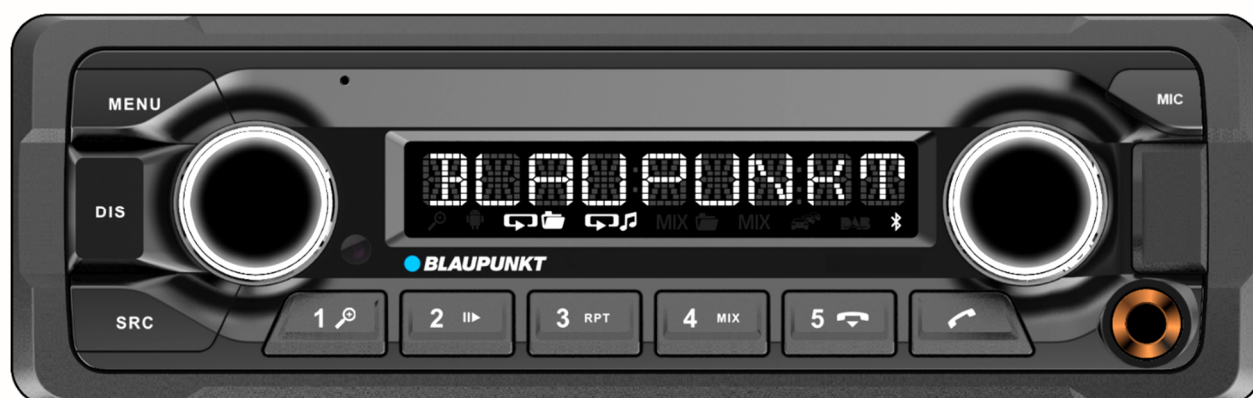 MENU
MIC
BLAUPUNKT
DIS
MIX MIX DAB
BLAUPUNKT
SRC
1 2 3 RPT 4 MIX 5